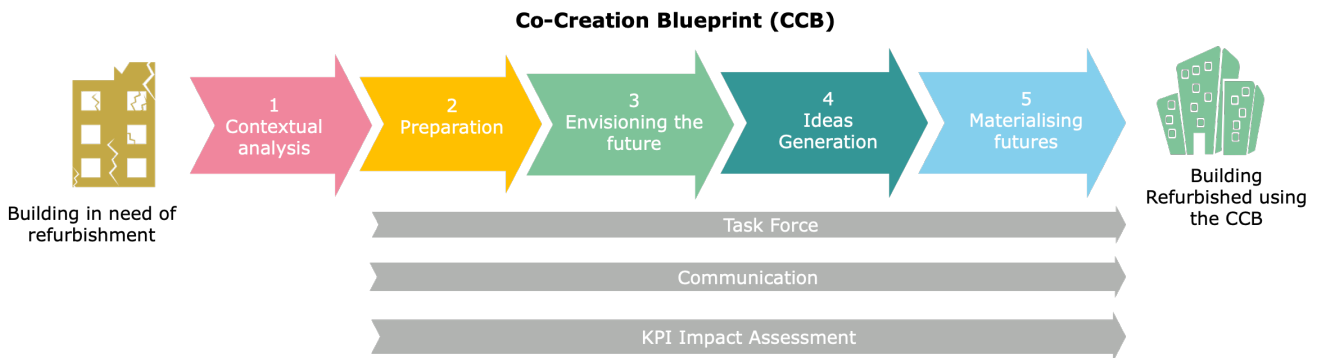 Co-Creation Blueprint (CCB)
Building in need of
refurbishment
1
Contextual
analysis
2
Preparation
3
Envisioning the
future
4
Ideas
Generation
5
Materialising
futures
Building
Refurbished using
the CCB
Task Force
Communication
KPI Impact Assessment